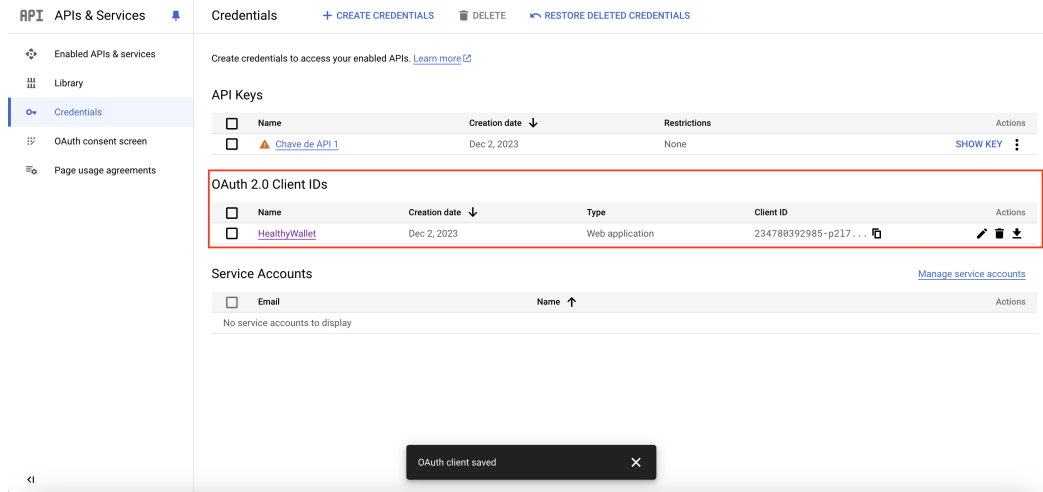 API APIs & Services
Credentials + CREATE CREDENTIALS DELETE RESTORE DELETED CREDENTIALS
Enabled APIs & services
Library
Credentials
OAuth consent screen
Page usage agreements
Create credentials to access your enabled APIs. Learn more
API Keys
Name Creation date Restrictions Actions
Chave de API 1 Dec 2, 2023 None SHOW KEY
OAuth 2.0 Client IDs
Name Creation date Type Client ID Actions
HealthyWallet Dec 2, 2023 Web application 234780392985-p2l7...
Service Accounts Manage service accounts
Email Name Actions
No service accounts to display
OAuth client saved